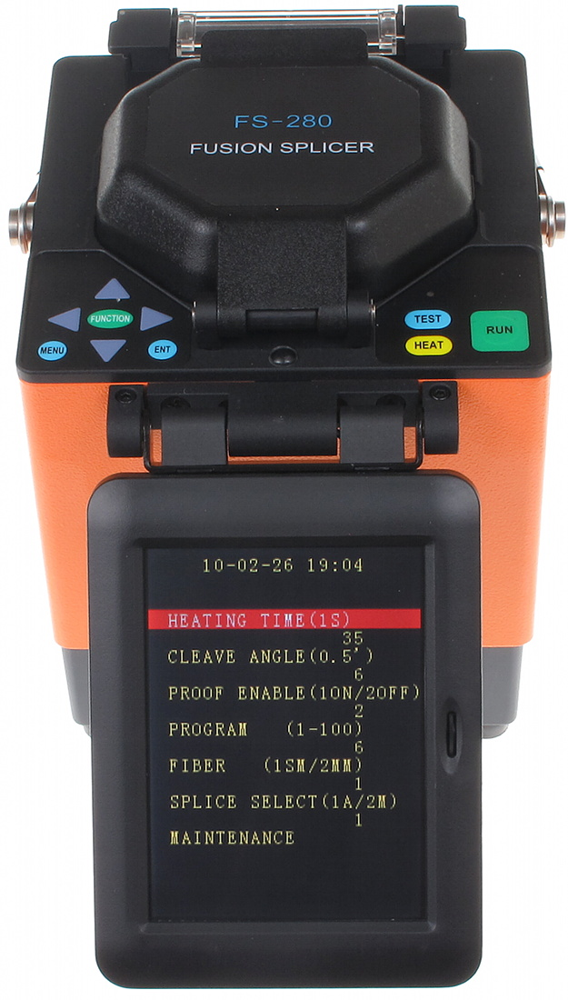 FS-280
FUSION SPLICER
FUNCTION
MENU
ENT
TEST
HEAT
RUN
10-02-26 19:04
HEATING TIME(1S)
35
CLEAVE ANGLE(0.5')
6
PROOF ENABLE(1ON/2OFF)
2
PROGRAM (1-100)
6
FIBER (1SM/2MM)
1
SPLICE SELECT(1A/2M)
1
MAINTENANCE